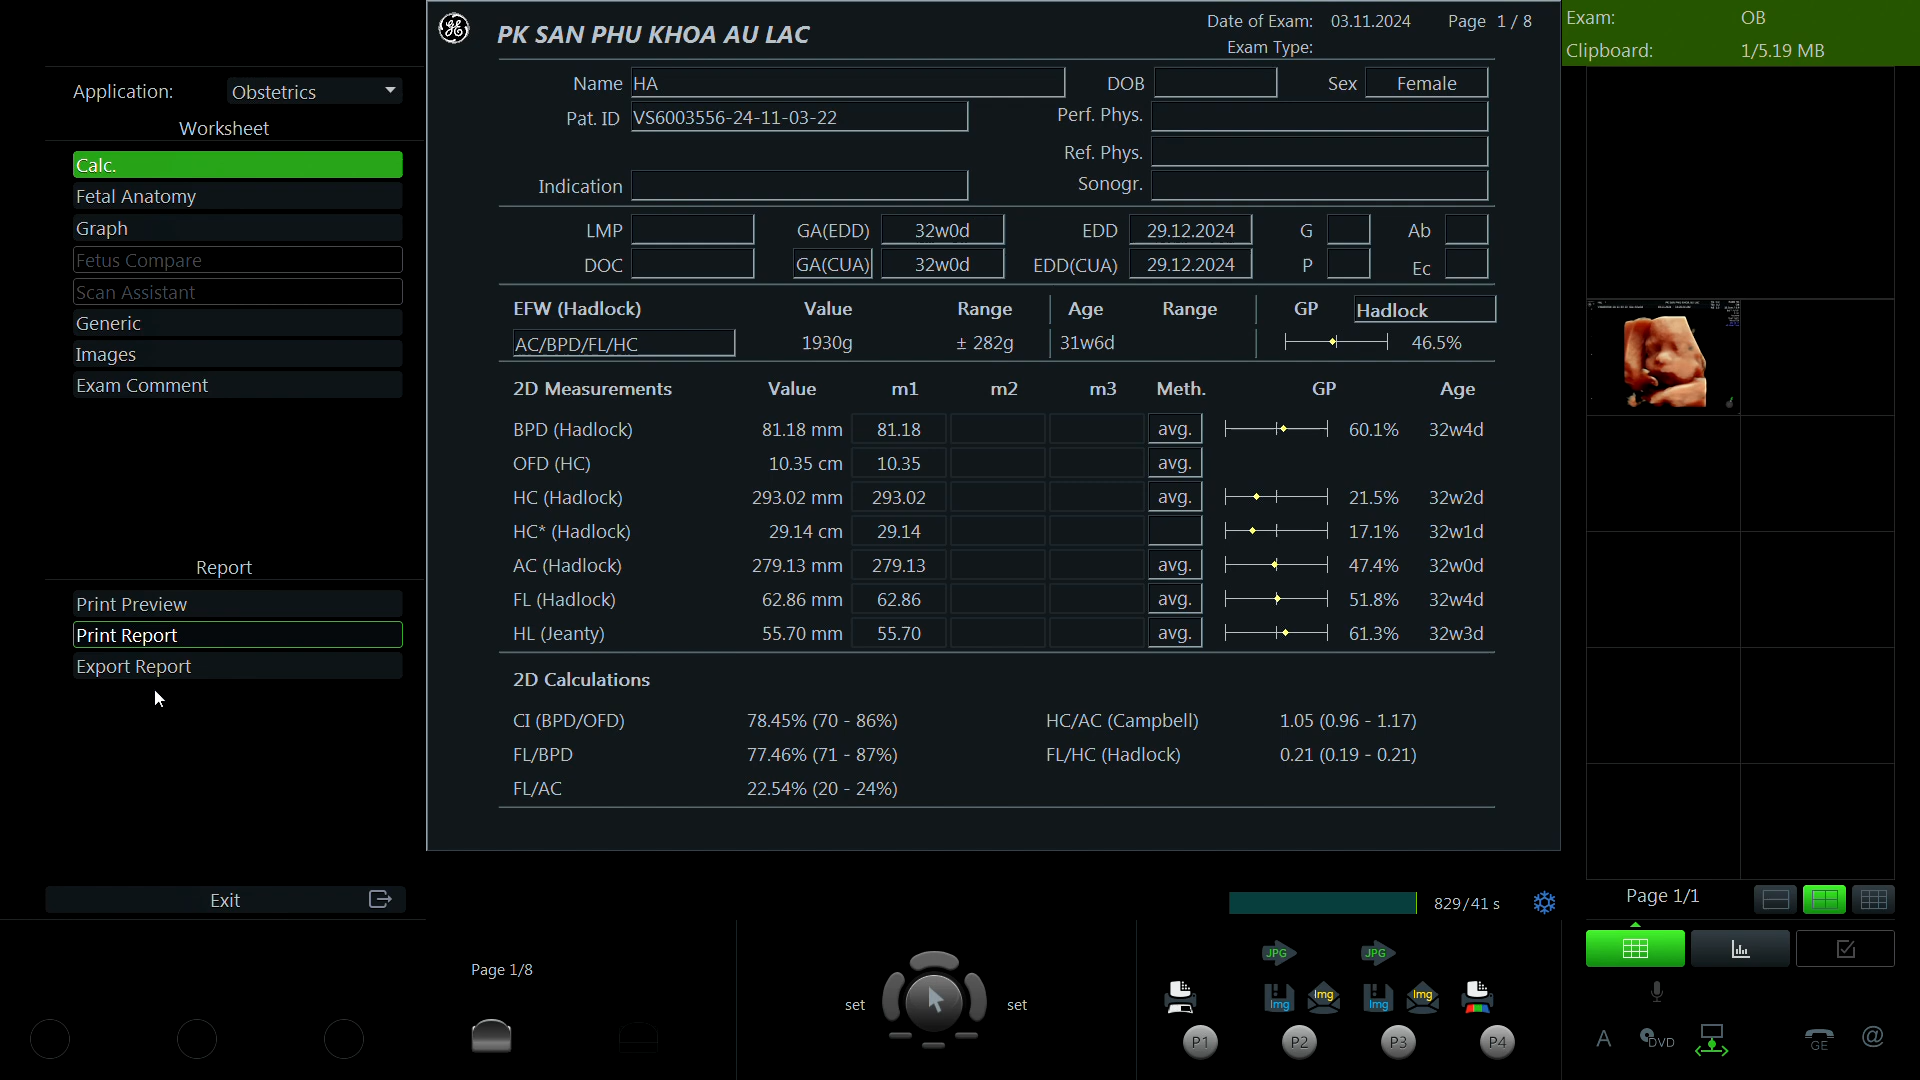 Application: Obstetrics
Worksheet
Calc.
Fetal Anatomy
Graph
Fetus Compare
Scan Assistant
Generic
Images
Exam Comment
Report
Print Preview
Print Report
Export Report
Exit
PK SAN PHU KHOA AU LAC
Date of Exam: 03.11.2024 Page 1 / 8
Exam Type:
Name HA DOB Sex Female
Pat. ID VS6003556-24-11-03-22 Perf. Phys.
Ref. Phys.
Indication Sonogr.
LMP GA(EDD) 32w0d EDD 29.12.2024 G Ab
DOC GA(CUA) 32w0d EDD(CUA) 29.12.2024 P Ec
EFW (Hadlock) Value Range Age Range GP Hadlock
AC/BPD/FL/HC 1930g ± 282g 31w6d 46.5%
2D Measurements Value m1 m2 m3 Meth. GP Age
BPD (Hadlock) 81.18 mm 81.18 avg. 60.1% 32w4d
OFD (HC) 10.35 cm 10.35 avg.
HC (Hadlock) 293.02 mm 293.02 avg. 21.5% 32w2d
HC* (Hadlock) 29.14 cm 29.14 17.1% 32w1d
AC (Hadlock) 279.13 mm 279.13 avg. 47.4% 32w0d
FL (Hadlock) 62.86 mm 62.86 avg. 51.8% 32w4d
HL (Jeanty) 55.70 mm 55.70 avg. 61.3% 32w3d
2D Calculations
CI (BPD/OFD) 78.45% (70 - 86%) HC/AC (Campbell) 1.05 (0.96 - 1.17)
FL/BPD 77.46% (71 - 87%) FL/HC (Hadlock) 0.21 (0.19 - 0.21)
FL/AC 22.54% (20 - 24%)
Exam: OB
Clipboard: 1/5.19 MB
Page 1/1
829/41 s
Page 1/8
set set
JPG JPG
Img Img Img Img
P1 P2 P3 P4
A DVD GE @